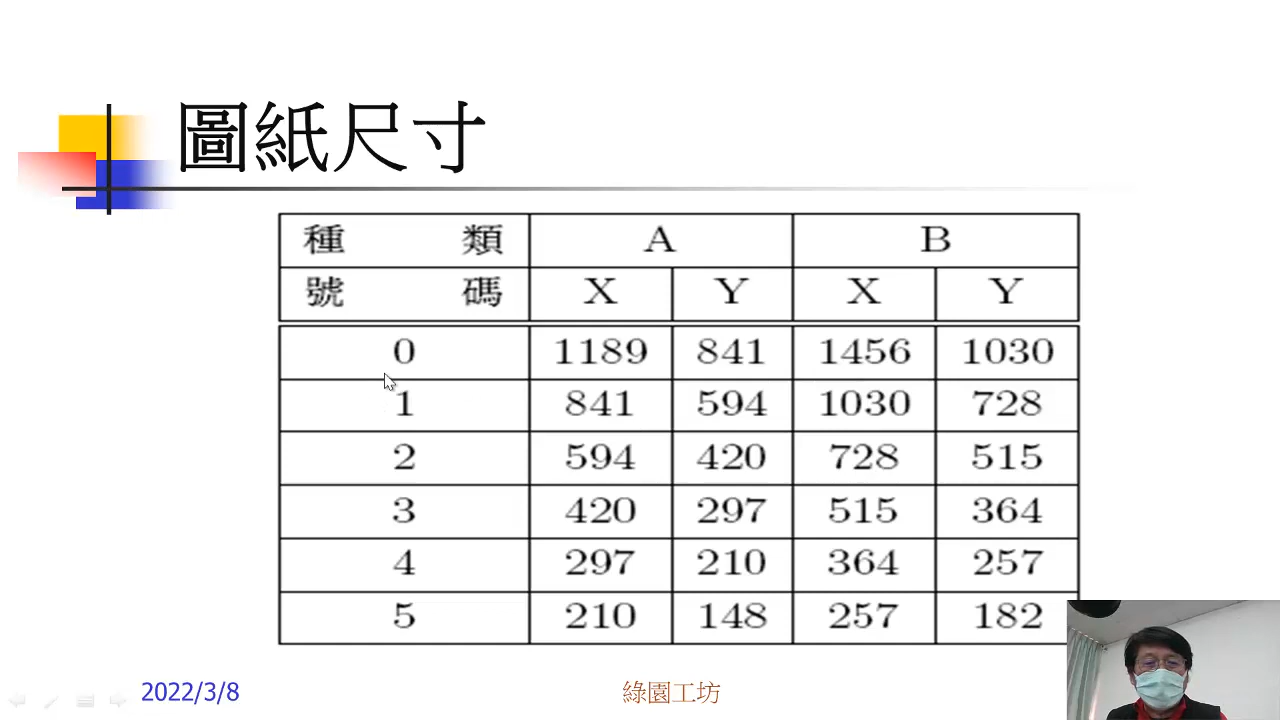 圖紙尺寸
種 類 A B
號 碼 X Y X Y
0 1189 841 1456 1030
1 841 594 1030 728
2 594 420 728 515
3 420 297 515 364
4 297 210 364 257
5 210 148 257 182
2022/3/8 綠園工坊